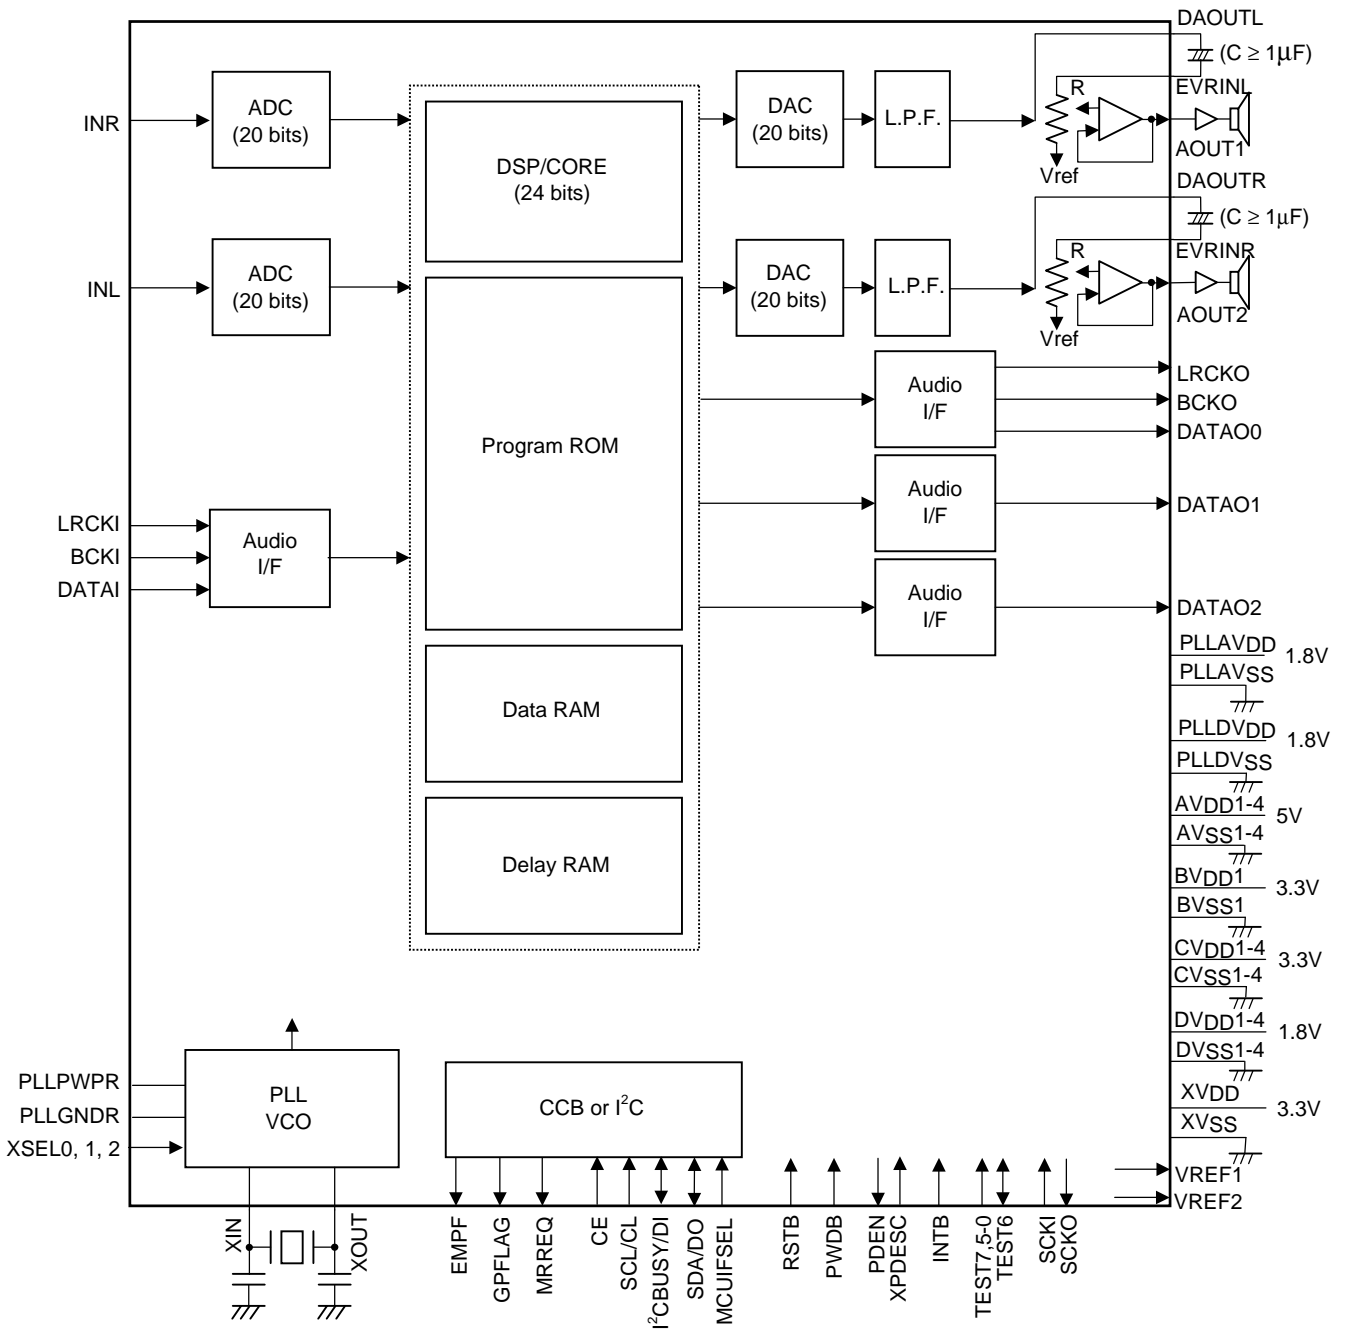 DAOUTL
(C ≥ 1μF)
ADC
(20 bits)
DAC
(20 bits)
L.P.F.
R
EVRINL
INR
DSP/CORE
(24 bits)
AOUT1
Vref
DAOUTR
(C ≥ 1μF)
ADC
(20 bits)
DAC
(20 bits)
L.P.F.
R
EVRINR
INL
AOUT2
Vref
Audio
I/F
LRCKO
BCKO
DATAO0
Program ROM
Audio
I/F
DATAO1
LRCKI
BCKI
DATAI
Audio
I/F
Audio
I/F
DATAO2
PLLAVDD 1.8V
PLLAVSS
Data RAM
PLLDVDD 1.8V
PLLDVSS
AVDD1-4 5V
AVSS1-4
Delay RAM
BVDD1 3.3V
BVSS1
CVDD1-4 3.3V
CVSS1-4
DVDD1-4 1.8V
DVSS1-4
PLLPWPR
PLLGNDR
XSEL0, 1, 2
PLL
VCO
CCB or I²C
XVDD 3.3V
XVSS
VREF1
VREF2
XIN
XOUT
EMPF
GPFLAG
MRREQ
CE
SCL/CL
I²CBUSY/DI
SDA/DO
MCUIFSEL
RSTB
PWDB
PDEN
XPDESC
INTB
TEST7,5-0
TEST6
SCKI
SCKO